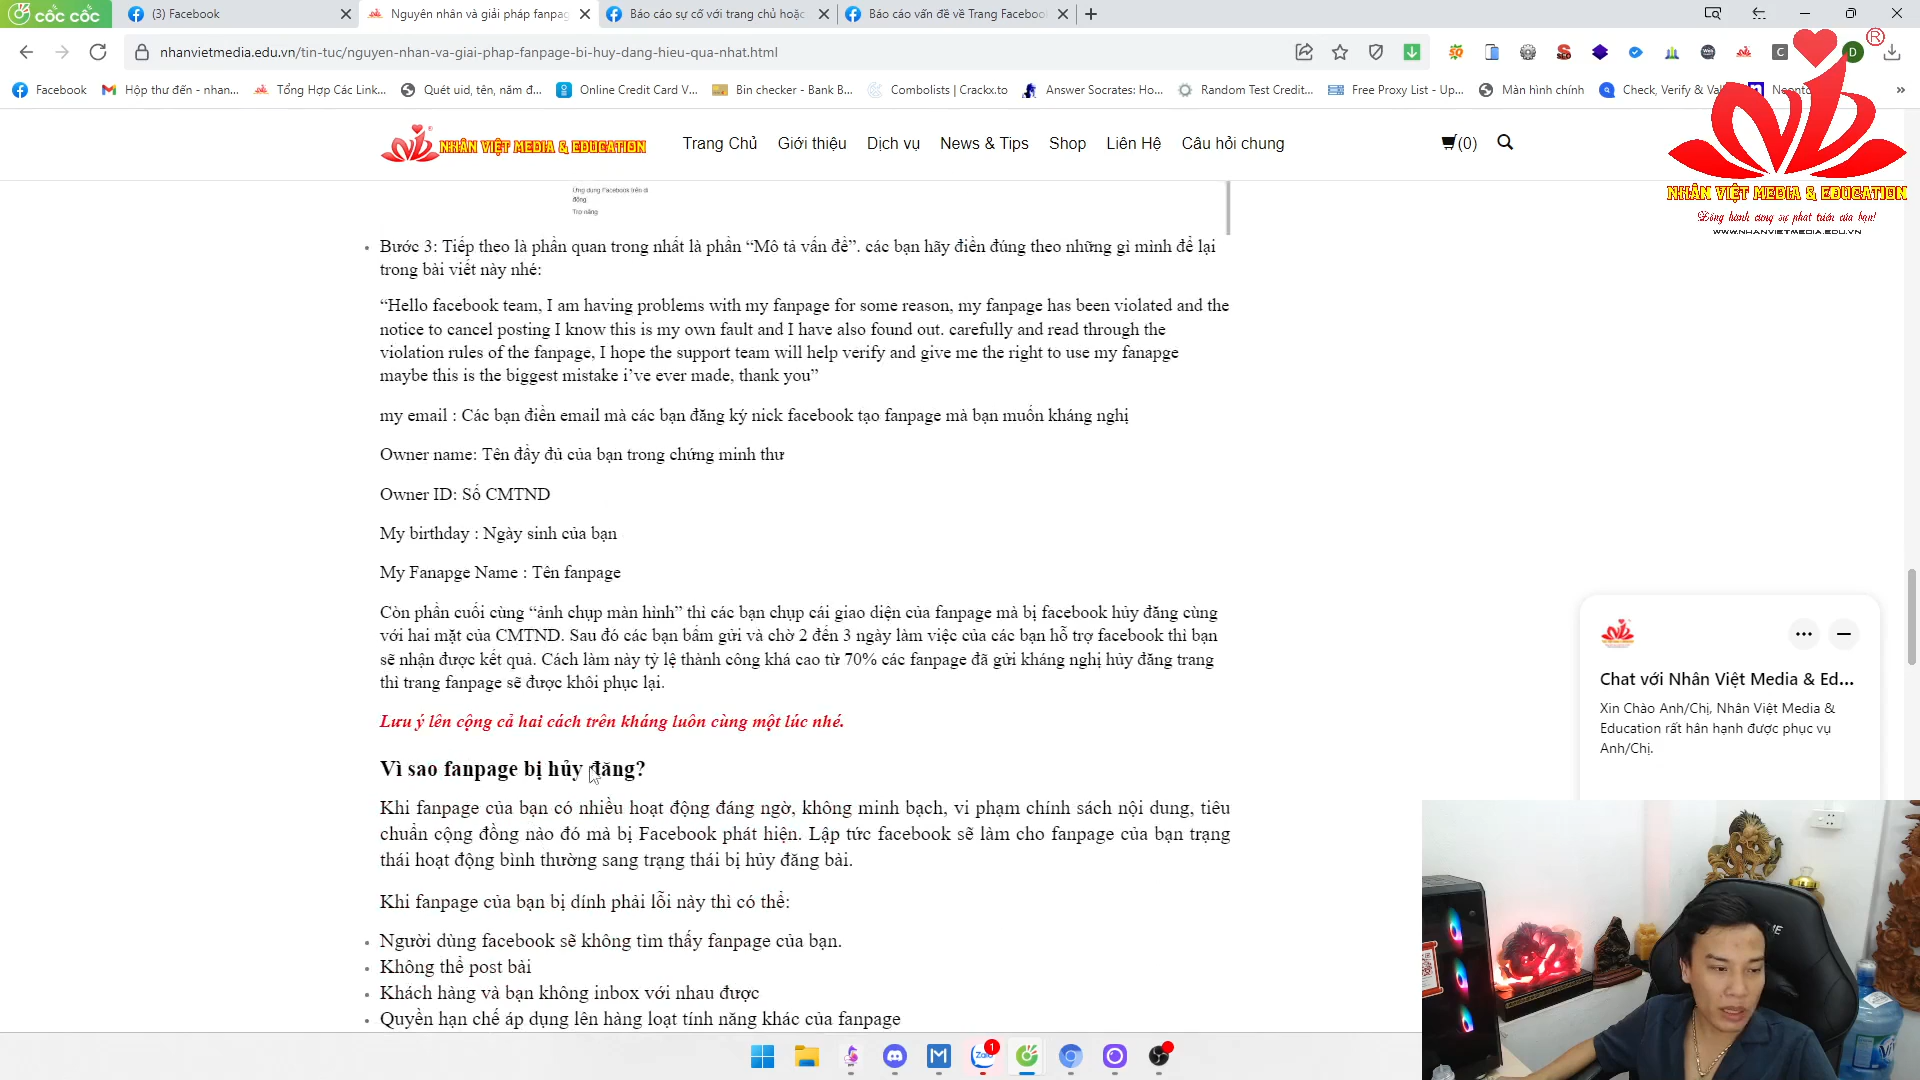 cốc cốc
(3) Facebook
Nguyên nhân và giải pháp fanpag
Báo cáo sự cố với trang chủ hoặc
Báo cáo vấn đề về Trang Facebool
nhanvietmedia.edu.vn/tin-tuc/nguyen-nhan-va-giai-phap-fanpage-bi-huy-dang-hieu-qua-nhat.html
Facebook
Hộp thư đến - nhan...
Tổng Hợp Các Link...
Quét uid, tên, năm đ...
Online Credit Card V...
Bin checker - Bank B...
Combolists | Crackx.to
Answer Socrates: Ho...
Random Test Credit...
Free Proxy List - Up...
Màn hình chính
Check, Verify & Val
NHÂN VIỆT MEDIA & EDUCATION
Trang Chủ
Giới thiệu
Dịch vụ
News & Tips
Shop
Liên Hệ
Câu hỏi chung
(0)
NHÂN VIỆT MEDIA & EDUCATION
Đồng hành cùng sự phát triển của bạn!
WWW.NHANVIETMEDIA.EDU.VN
Ứng dụng Facebook trên di
động
Trợ năng
Bước 3: Tiếp theo là phần quan trong nhất là phần “Mô tả vấn đề”. các bạn hãy điền đúng theo những gì mình để lại
trong bài viết này nhé:
“Hello facebook team, I am having problems with my fanpage for some reason, my fanpage has been violated and the
notice to cancel posting I know this is my own fault and I have also found out. carefully and read through the
violation rules of the fanpage, I hope the support team will help verify and give me the right to use my fanapge
maybe this is the biggest mistake i’ve ever made, thank you”
my email : Các bạn điền email mà các bạn đăng ký nick facebook tạo fanpage mà bạn muốn kháng nghị
Owner name: Tên đầy đủ của bạn trong chứng minh thư
Owner ID: Số CMTND
My birthday : Ngày sinh của bạn
My Fanapge Name : Tên fanpage
Còn phần cuối cùng “ảnh chụp màn hình” thì các bạn chụp cái giao diện của fanpage mà bị facebook hủy đăng cùng
với hai mặt của CMTND. Sau đó các bạn bấm gửi và chờ 2 đến 3 ngày làm việc của các bạn hỗ trợ facebook thì bạn
sẽ nhận được kết quả. Cách làm này tỷ lệ thành công khá cao từ 70% các fanpage đã gửi kháng nghị hủy đăng trang
thì trang fanpage sẽ được khôi phục lại.
Lưu ý lên cộng cả hai cách trên kháng luôn cùng một lúc nhé.
Vì sao fanpage bị hủy đăng?
Khi fanpage của bạn có nhiều hoạt động đáng ngờ, không minh bạch, vi phạm chính sách nội dung, tiêu
chuẩn cộng đồng nào đó mà bị Facebook phát hiện. Lập tức facebook sẽ làm cho fanpage của bạn trạng
thái hoạt động bình thường sang trạng thái bị hủy đăng bài.
Khi fanpage của bạn bị dính phải lỗi này thì có thể:
Người dùng facebook sẽ không tìm thấy fanpage của bạn.
Không thể post bài
Khách hàng và bạn không inbox với nhau được
Quyền hạn chế áp dụng lên hàng loạt tính năng khác của fanpage
Chat với Nhân Việt Media & Ed...
Xin Chào Anh/Chị, Nhân Việt Media &
Education rất hân hạnh được phục vụ
Anh/Chị.
Zalo
1